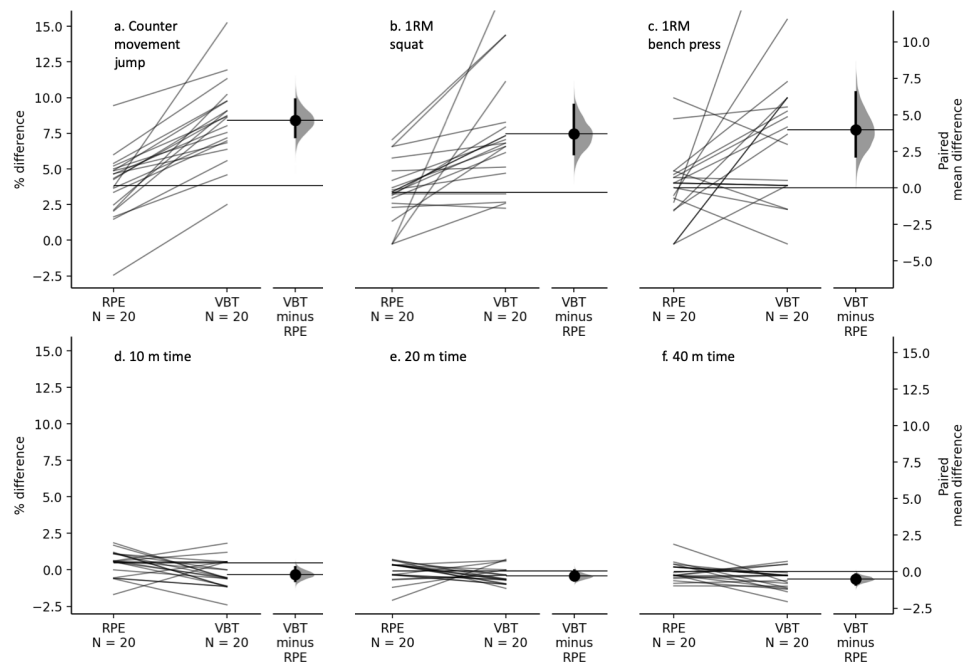 a. Counter
movement
jump
b. 1RM
squat
c. 1RM
bench press
% difference
15.0
12.5
10.0
7.5
5.0
2.5
0.0
−2.5
10.0
7.5
5.0
2.5
0.0
−2.5
−5.0
Paired
mean difference
RPE
N = 20
VBT
N = 20
VBT
minus
RPE
RPE
N = 20
VBT
N = 20
VBT
minus
RPE
RPE
N = 20
VBT
N = 20
VBT
minus
RPE
d. 10 m time
e. 20 m time
f. 40 m time
% difference
15.0
12.5
10.0
7.5
5.0
2.5
0.0
−2.5
15.0
12.5
10.0
7.5
5.0
2.5
0.0
−2.5
Paired
mean difference
RPE
N = 20
VBT
N = 20
VBT
minus
RPE
RPE
N = 20
VBT
N = 20
VBT
minus
RPE
RPE
N = 20
VBT
N = 20
VBT
minus
RPE